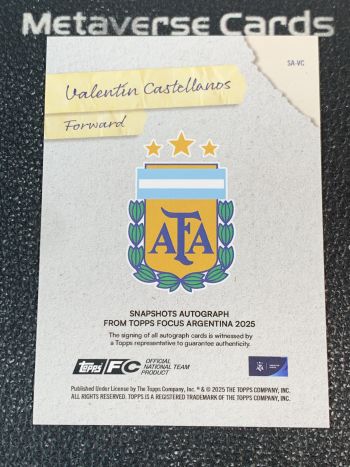 Metaverse Cards
SA-VC
Valentín Castellanos
Forward
AFA
SNAPSHOTS AUTOGRAPH
FROM TOPPS FOCUS ARGENTINA 2025
The signing of all autograph cards is witnessed by
a Topps representative to guarantee authenticity.
Topps FC OFFICIAL
NATIONAL TEAM
PRODUCT
Published Under License by The Topps Company, Inc. ® & © 2025 THE TOPPS COMPANY, INC.
ALL RIGHTS RESERVED. TOPPS IS A REGISTERED TRADEMARK OF THE TOPPS COMPANY, INC.